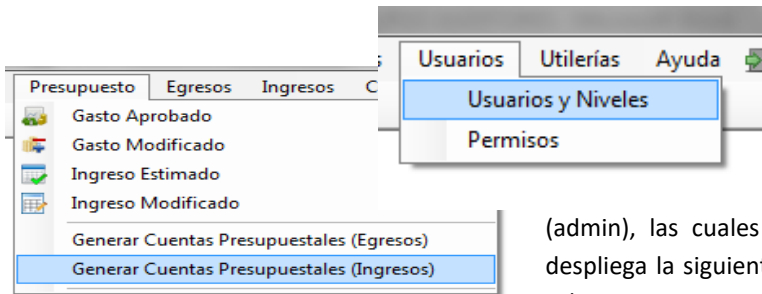 Usuarios Utilerías Ayuda
Usuarios y Niveles
Permisos
Presupuesto Egresos Ingresos C
Gasto Aprobado
Gasto Modificado
Ingreso Estimado
Ingreso Modificado
Generar Cuentas Presupuestales (Egresos)
Generar Cuentas Presupuestales (Ingresos)
(admin), las cuales
despliega la siguient